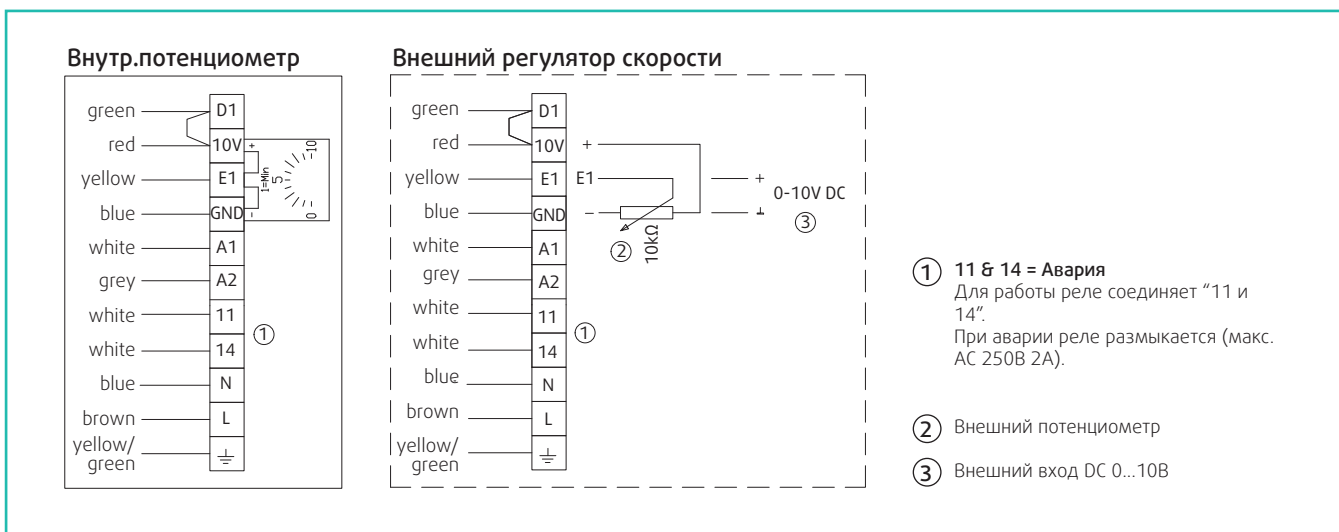 Внутр.потенциометр
green D1
red 10V +
yellow E1
blue GND -
1=Min
0 5 10
white A1
grey A2
white 11
①
white 14
blue N
brown L
yellow/
green
Внешний регулятор скорости
green D1
red 10V +
yellow E1 E1
blue GND –
white A1
grey A2
white 11
①
white 14
blue N
brown L
yellow/
green
② 10kΩ
+
0-10V DC
③
① 11 & 14 = Авария
Для работы реле соединяет “11 и
14”.
При аварии реле размыкается (макс.
AC 250В 2А).
② Внешний потенциометр
③ Внешний вход DC 0...10В